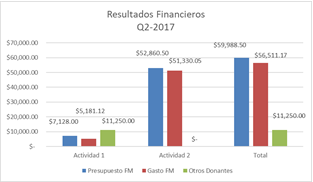 Resultados Financieros
Q2-2017
$70,000.00
$60,000.00
$50,000.00
$40,000.00
$30,000.00
$20,000.00
$10,000.00
$-
$7,128.00
$5,181.12
$11,250.00
$52,860.50
$51,330.05
$-
$59,988.50
$56,511.17
$11,250.00
Actividad 1
Actividad 2
Total
Presupuesto FM
Gasto FM
Otros Donantes